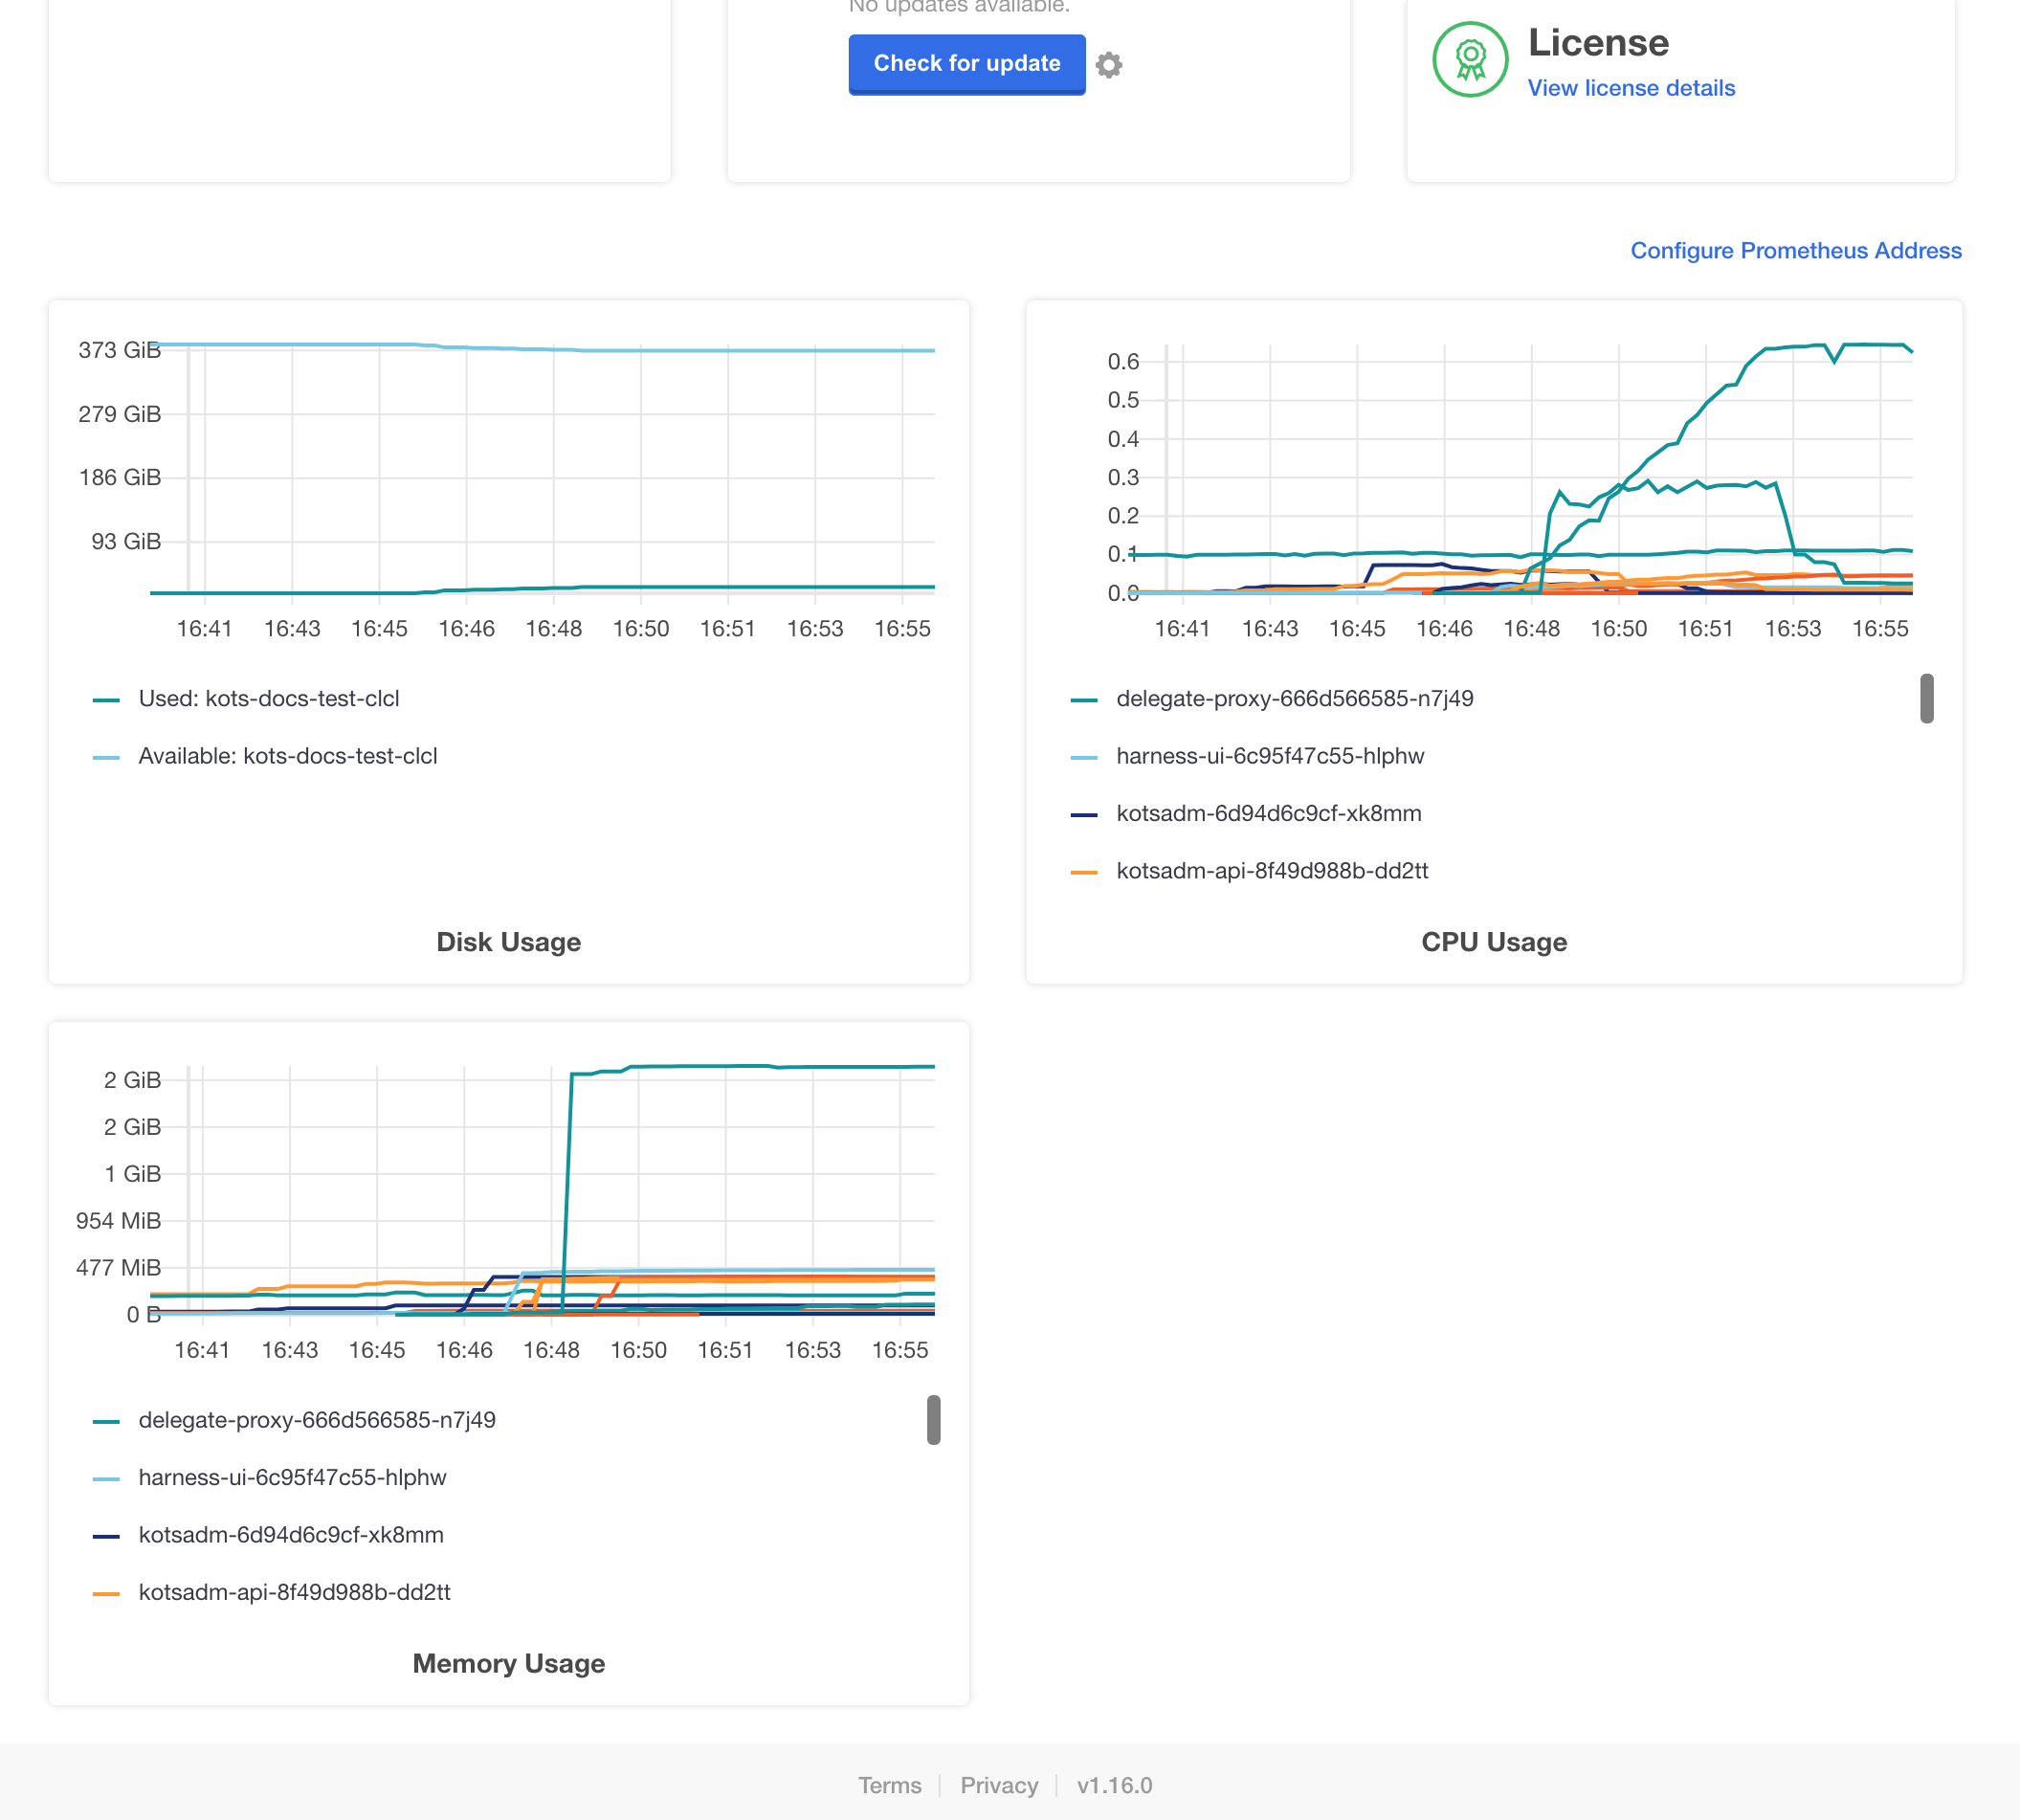 No updates available.
Check for update
License
View license details
Configure Prometheus Address
373 GiB
279 GiB
186 GiB
93 GiB
16:41 16:43 16:45 16:46 16:48 16:50 16:51 16:53 16:55
Used: kots-docs-test-clcl
Available: kots-docs-test-clcl
Disk Usage
0.6
0.5
0.4
0.3
0.2
0.1
0.0
16:41 16:43 16:45 16:46 16:48 16:50 16:51 16:53 16:55
delegate-proxy-666d566585-n7j49
harness-ui-6c95f47c55-hlphw
kotsadm-6d94d6c9cf-xk8mm
kotsadm-api-8f49d988b-dd2tt
CPU Usage
2 GiB
2 GiB
1 GiB
954 MiB
477 MiB
0 B
16:41 16:43 16:45 16:46 16:48 16:50 16:51 16:53 16:55
delegate-proxy-666d566585-n7j49
harness-ui-6c95f47c55-hlphw
kotsadm-6d94d6c9cf-xk8mm
kotsadm-api-8f49d988b-dd2tt
Memory Usage
Terms Privacy v1.16.0